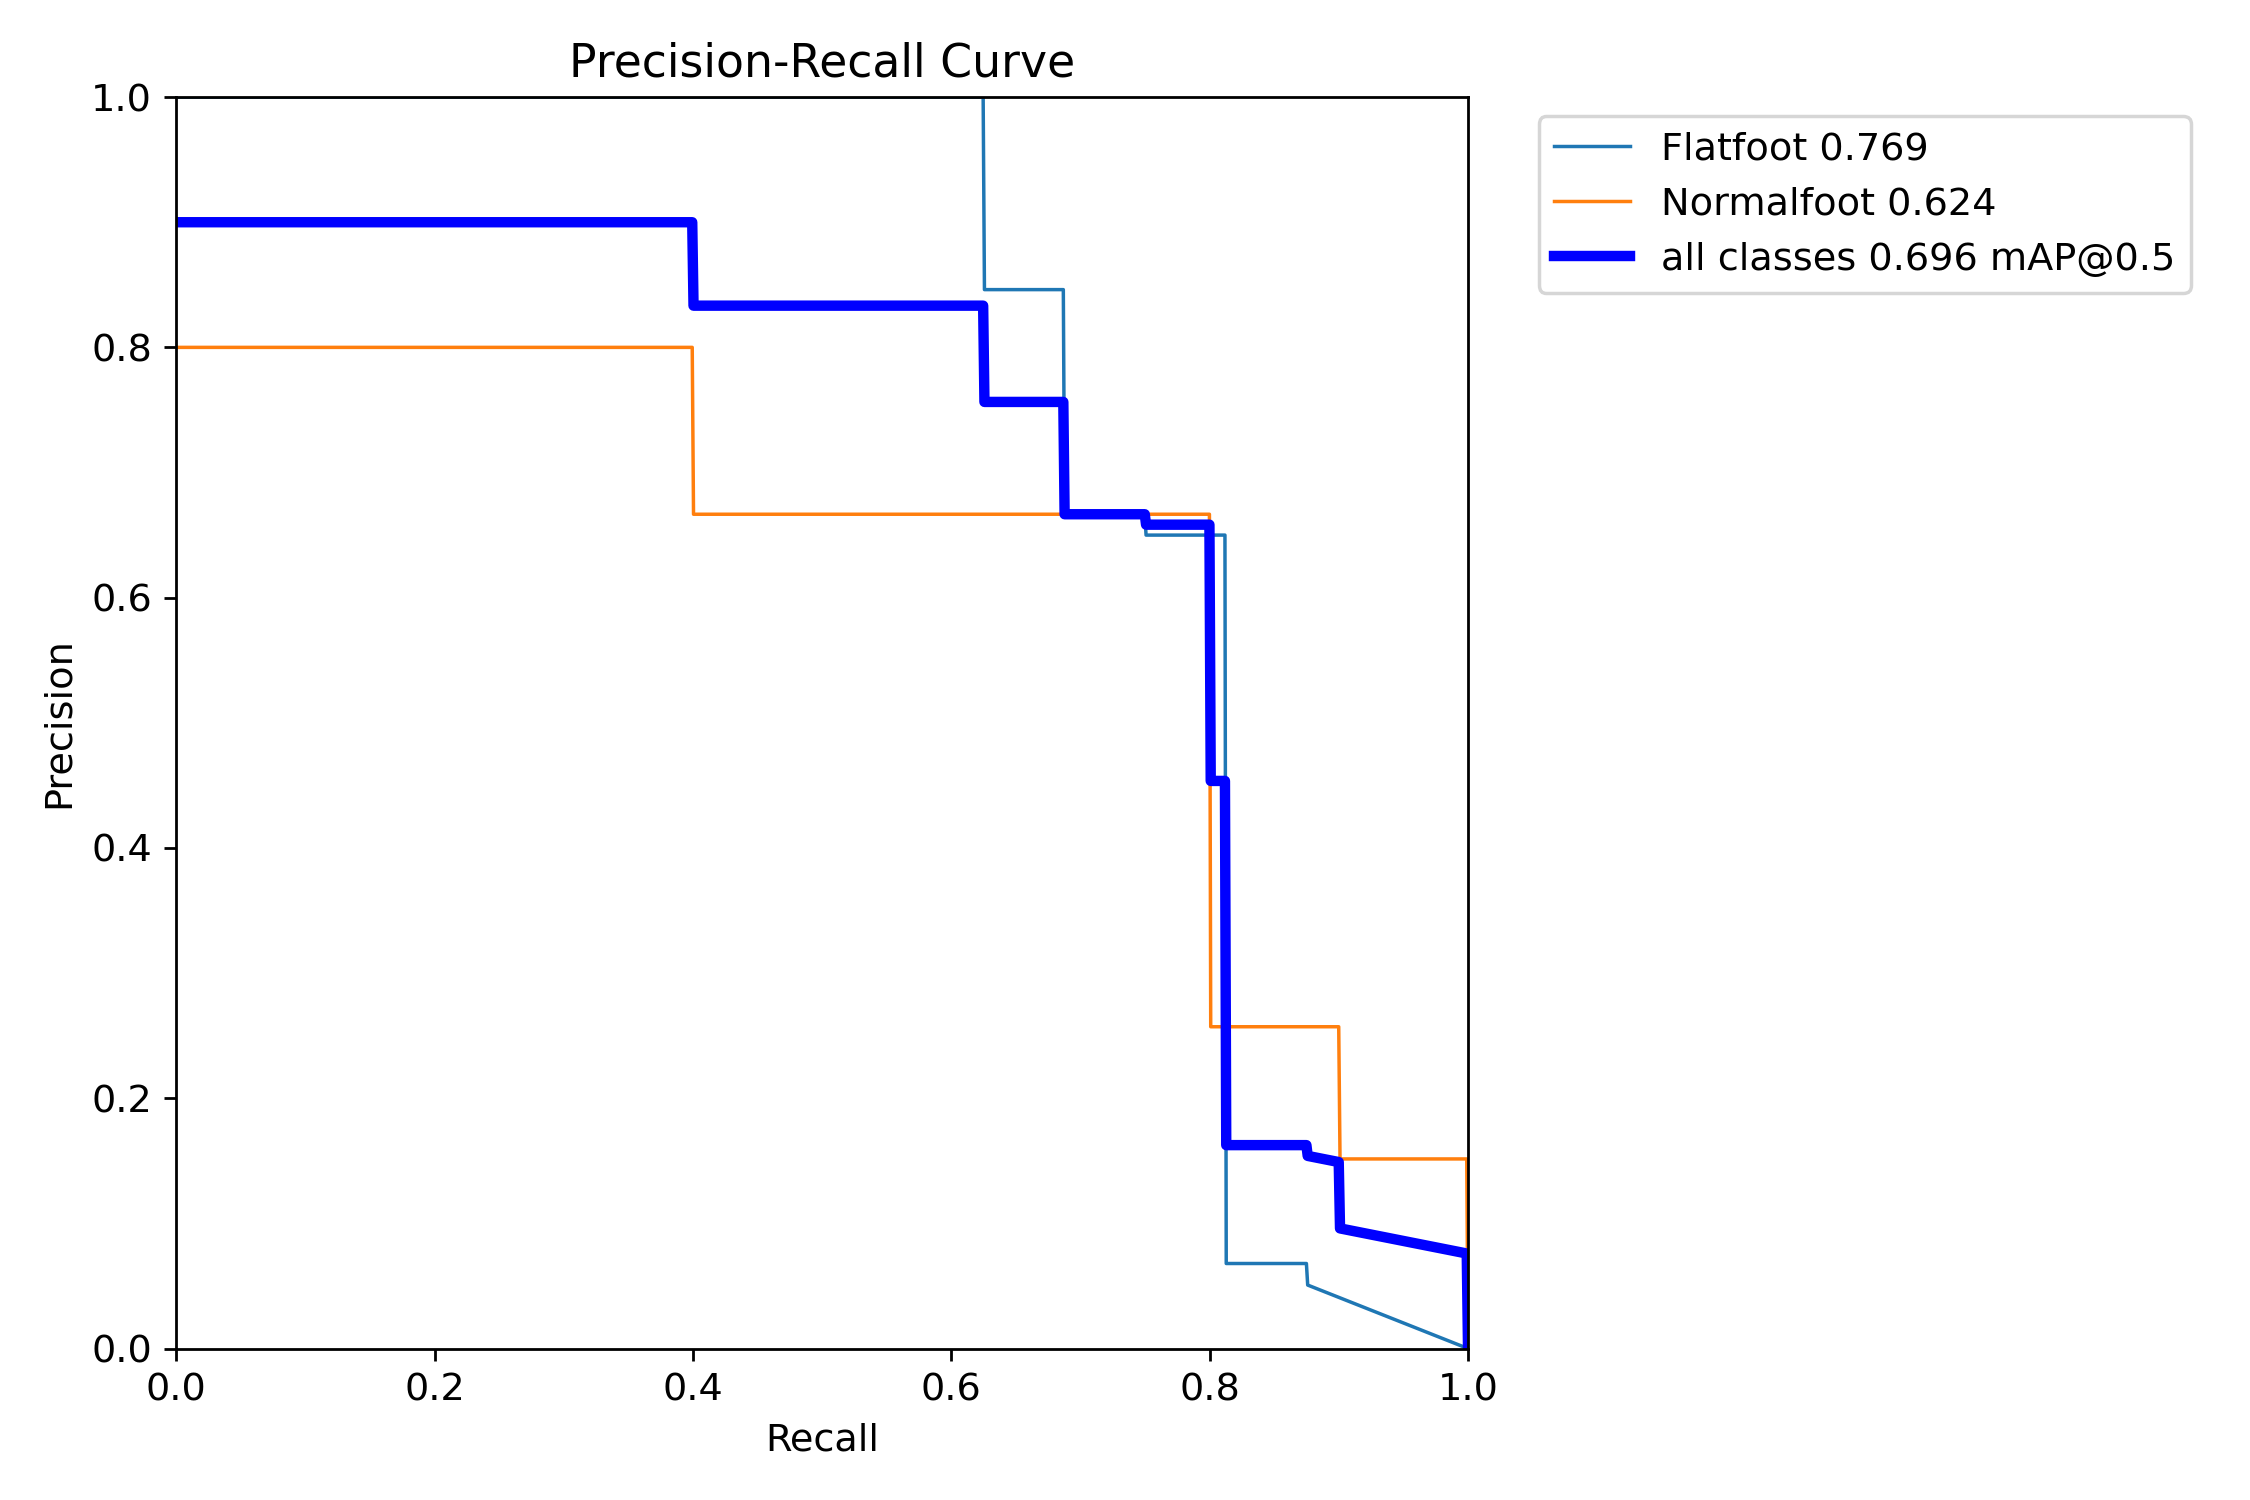 Precision-Recall Curve
1.0
0.8
0.6
0.4
0.2
0.0
Precision
0.0 0.2 0.4 0.6 0.8 1.0
Recall
Flatfoot 0.769
Normalfoot 0.624
all classes 0.696 mAP@0.5